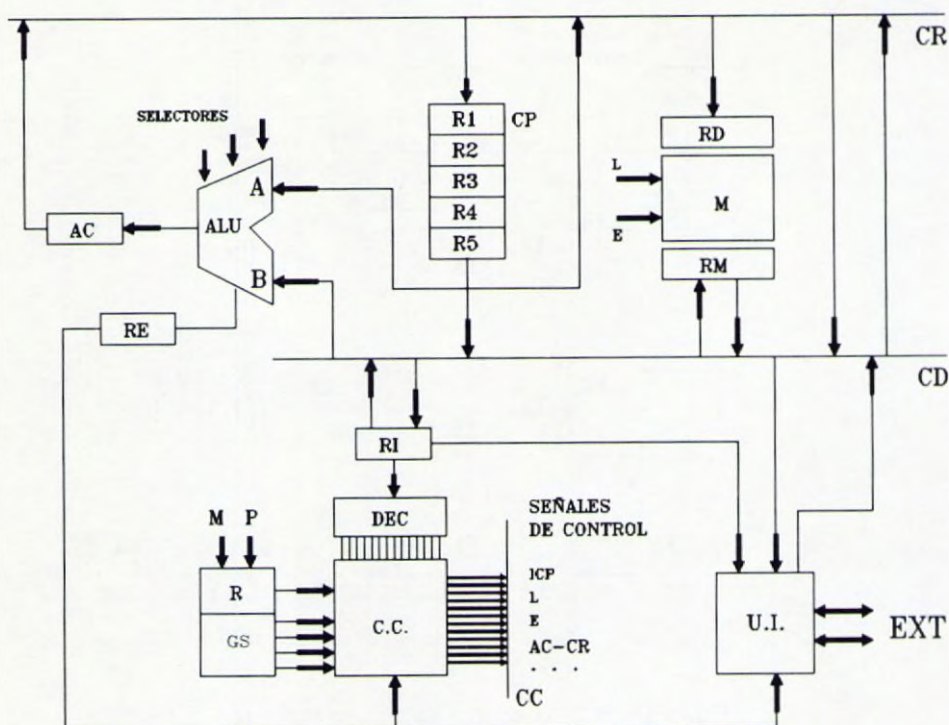 CR
SELECTORES
R1 CP
R2
R3
R4
R5
RD
L
M
E
RM
A
ALU
B
AC
RE
CD
RI
DEC
M P
R
GS
C.C.
SEÑALES
DE CONTROL
ICP
L
E
AC-CR
. . .
CC
U.I.
EXT